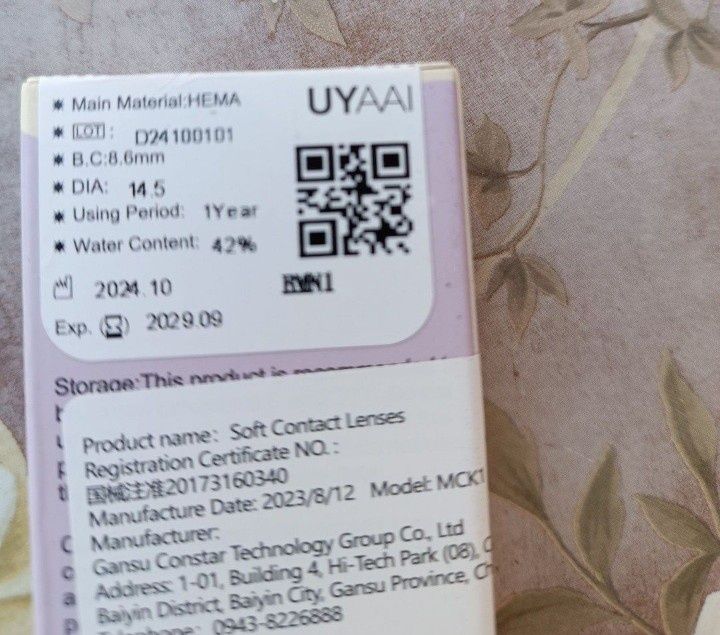 UYAAI
* Main Material:HEMA
* LOT : D24100101
* B.C:8.6mm
* DIA: 14.5
* Using Period: 1Year
* Water Content: 42%
2024.10
Exp. 2029.09
Storage:This product is
Product name: Soft Contact Lenses
Registration Certificate NO. :
国械注准20173160340
Manufacture Date: 2023/8/12 Model: MCK1
Manufacturer:
Gansu Constar Technology Group Co., Ltd
Address: 1-01, Building 4, Hi-Tech Park (08),
Baiyin District, Baiyin City, Gansu Province,
0943-8226888